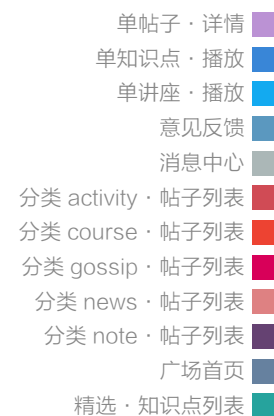 单帖子 · 详情
单知识点 · 播放
单讲座 · 播放
意见反馈
消息中心
分类 activity · 帖子列表
分类 course · 帖子列表
分类 gossip · 帖子列表
分类 news · 帖子列表
分类 note · 帖子列表
广场首页
精选 · 知识点列表